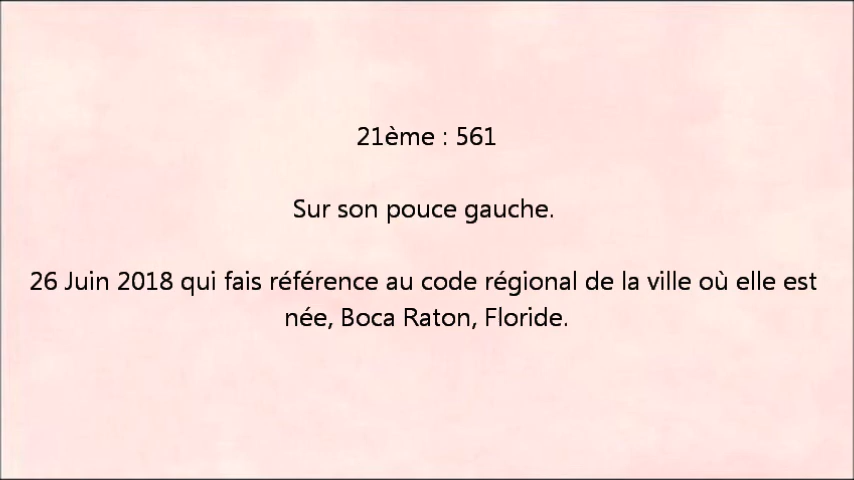 21ème : 561
Sur son pouce gauche.
26 Juin 2018 qui fais référence au code régional de la ville où elle est
née, Boca Raton, Floride.